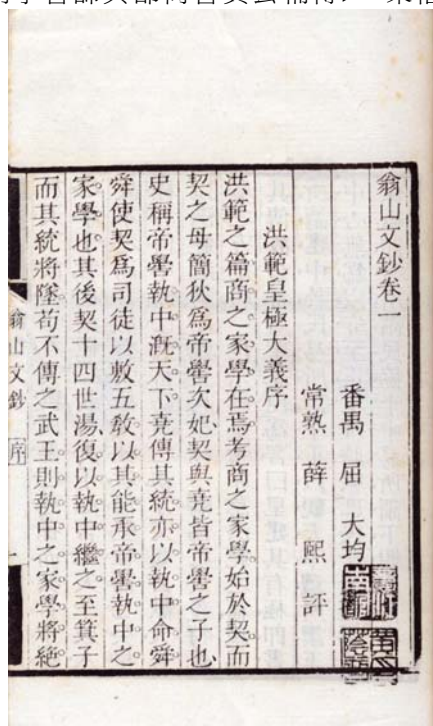 翁山文鈔卷一
番禺 屈 大均
常熟 薛 熙 評
洪範皇極大義序
洪範之篇商之家學在焉考商之家學始於契而
契之母簡狄爲帝嚳次妃契與堯皆帝嚳之子也
史稱帝嚳執中漑天下堯傳其統亦以執中命舜
舜使契爲司徒以敷五敎以其能承帝嚳執中之
家學也其後契十四世湯復以執中繼之至箕子
而其統將墜苟不傳之武王則執中之家學將絕
翁山文鈔 序 一